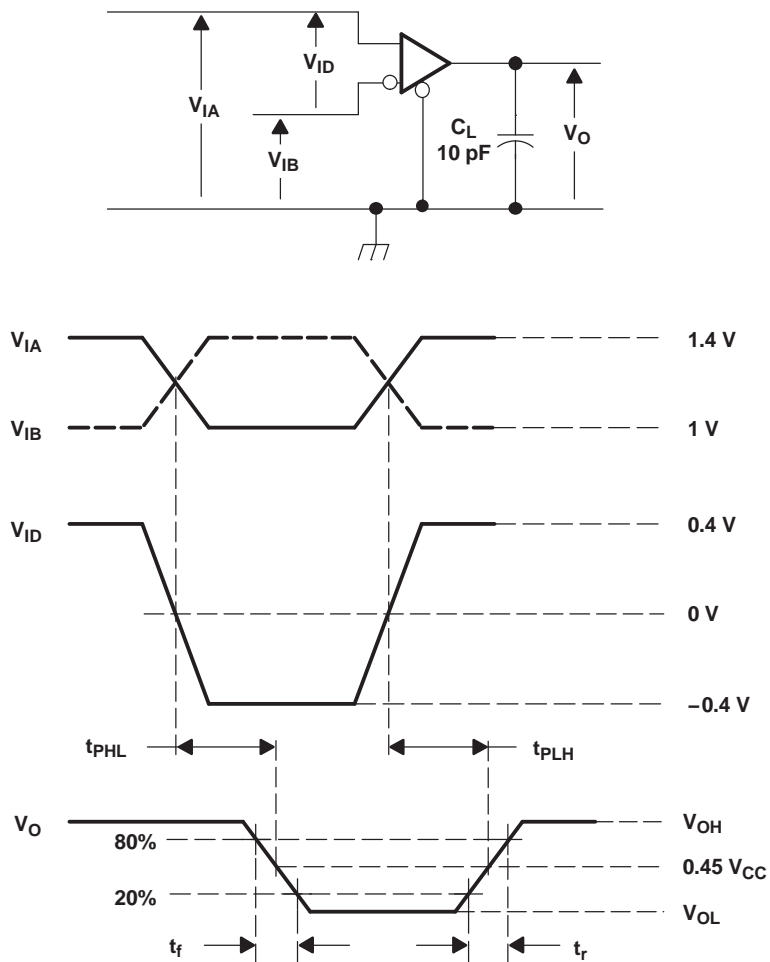 V_ID
V_IA
V_IB
C_L
10 pF
V_O
V_IA
1.4 V
V_IB
1 V
V_ID
0.4 V
0 V
−0.4 V
t_PHL
t_PLH
V_O
V_OH
80%
0.45 V_CC
20%
V_OL
t_f
t_r